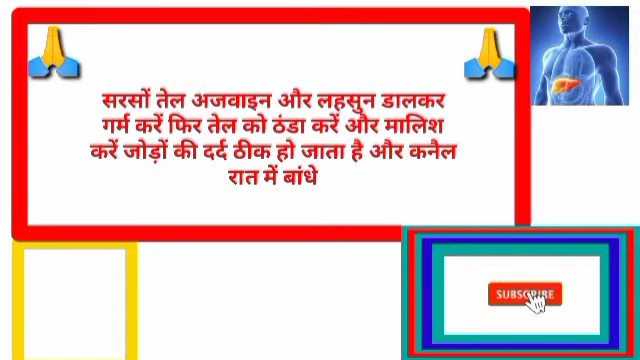 सरसों तेल अजवाइन और लहसुन डालकर
गर्म करें फिर तेल को ठंडा करें और मालिश
करें जोड़ों की दर्द ठीक हो जाता है और कनैल
रात में बांधे
SUBSCRIBE